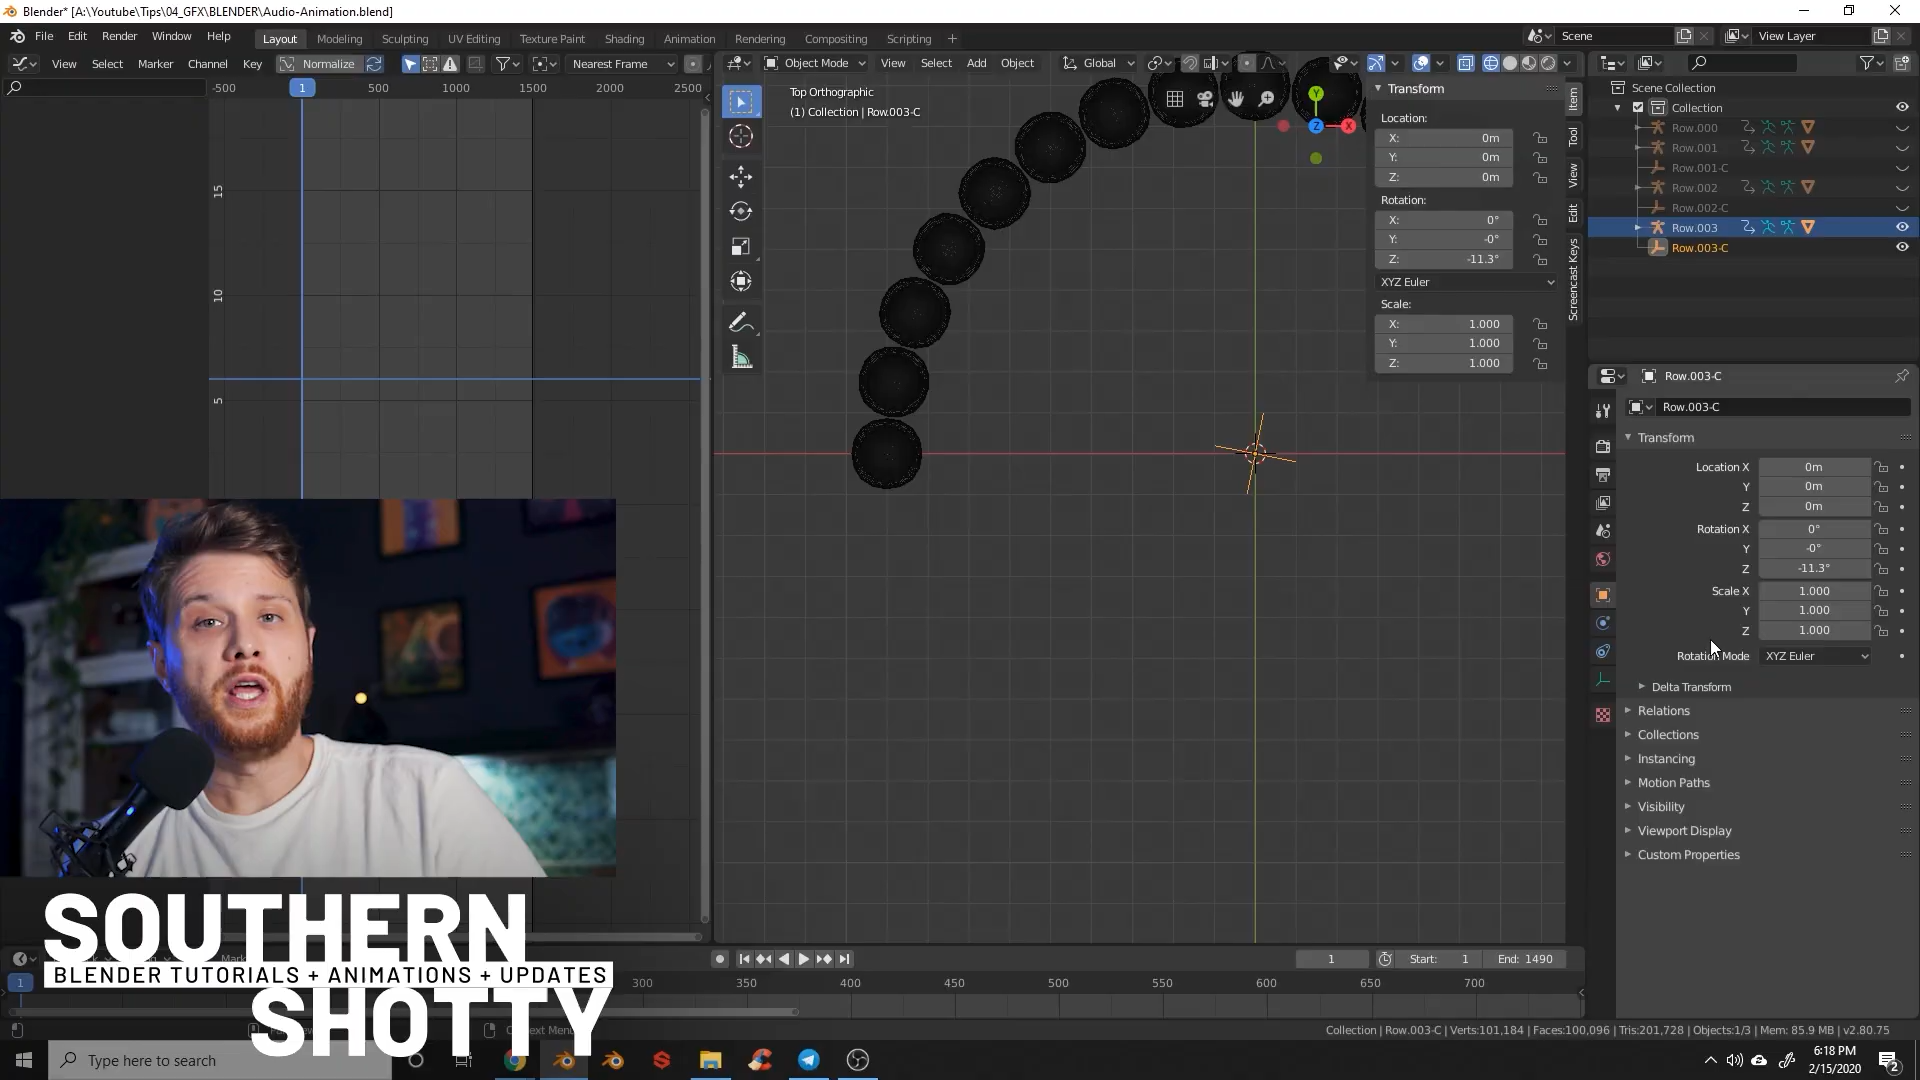 Blender* [A:\Youtube\Tips\04_GFX\BLENDER\Audio-Animation.blend]
File Edit Render Window Help
Layout Modeling Sculpting UV Editing Texture Paint Shading Animation Rendering Compositing Scripting +
Scene
View Layer
View Select Marker Channel Key Normalize Nearest Frame
Object Mode View Select Add Object Global
-500 1 500 1000 1500 2000 2500
15
10
5
Top Orthographic
(1) Collection | Row.003-C
Y
Z
X
Transform
Location:
X: 0m
Y: 0m
Z: 0m
Rotation:
X: 0°
Y: -0°
Z: -11.3°
XYZ Euler
Scale:
X: 1.000
Y: 1.000
Z: 1.000
Item
Tool
View
Edit
Screencast Keys
Scene Collection
Collection
Row.000
Row.001
Row.001-C
Row.002
Row.002-C
Row.003
Row.003-C
Row.003-C
Row.003-C
Transform
Location X 0m
Y 0m
Z 0m
Rotation X 0°
Y -0°
Z -11.3°
Scale X 1.000
Y 1.000
Z 1.000
Rotation Mode XYZ Euler
Delta Transform
Relations
Collections
Instancing
Motion Paths
Visibility
Viewport Display
Custom Properties
SOUTHERN
BLENDER TUTORIALS + ANIMATIONS + UPDATES
SHOTTY
1 Start: 1 End: 1490
1 300 350 400 450 500 550 600 650 700
Collection | Row.003-C | Verts:101,184 | Faces:100,096 | Tris:201,728 | Objects:1/3 | Mem: 85.9 MB | v2.80.75
Type here to search
6:18 PM
2/15/2020
2